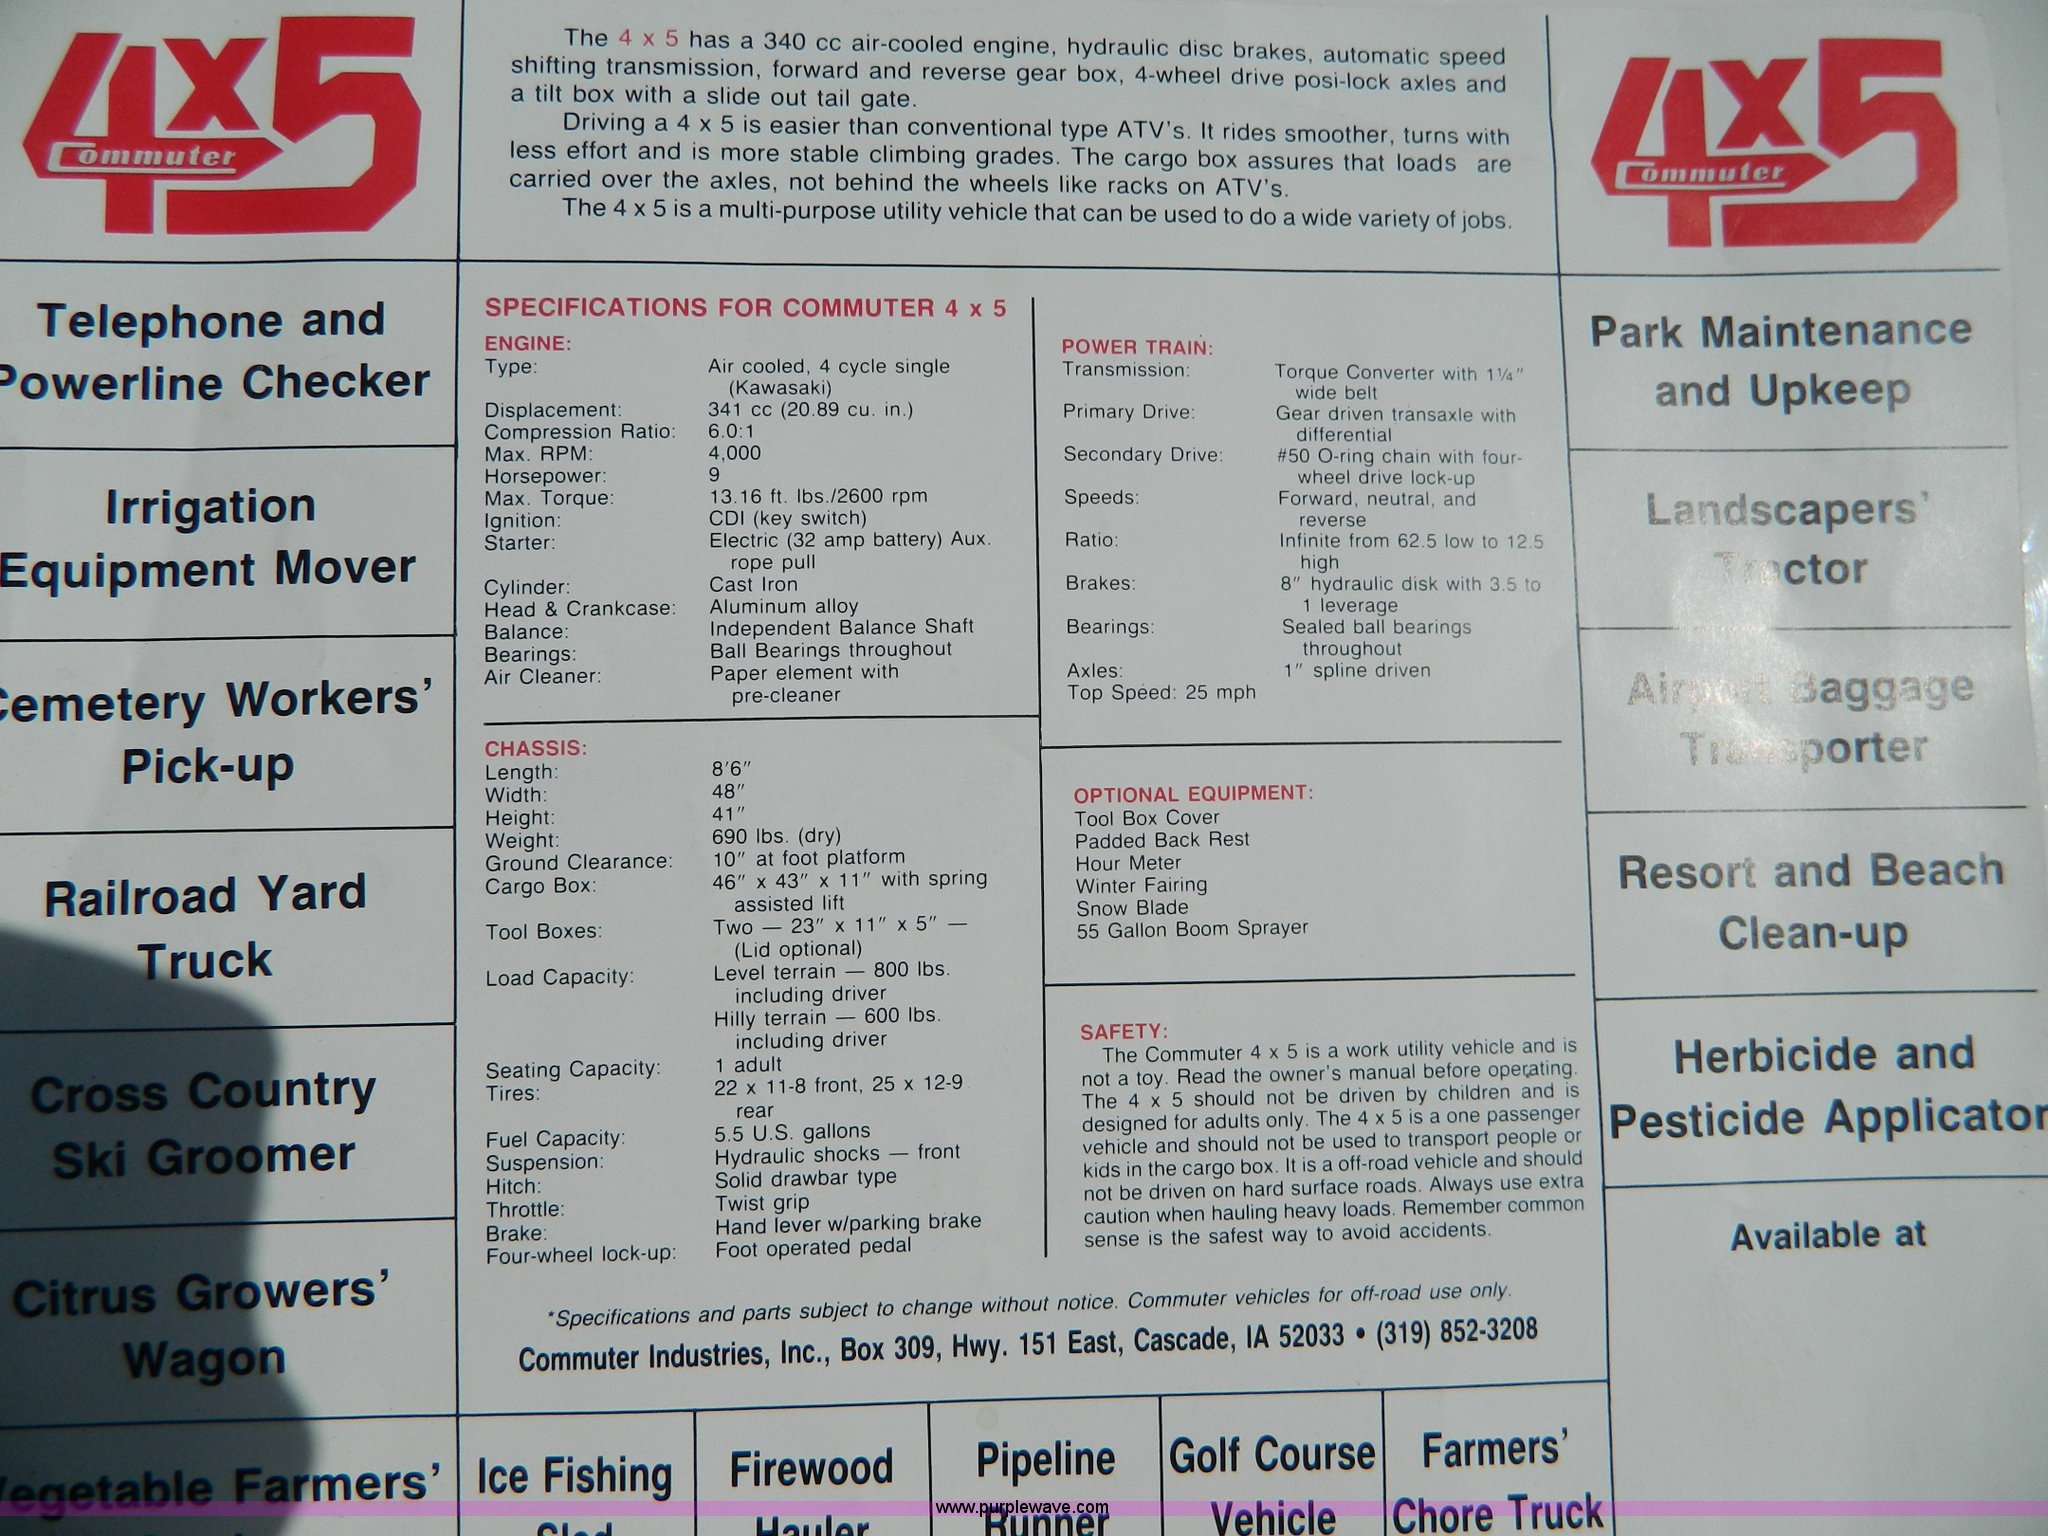 4x5
Commuter
The 4 x 5 has a 340 cc air-cooled engine, hydraulic disc brakes, automatic speed
shifting transmission, forward and reverse gear box, 4-wheel drive posi-lock axles and
a tilt box with a slide out tail gate.
Driving a 4 x 5 is easier than conventional type ATV's. It rides smoother, turns with
less effort and is more stable climbing grades. The cargo box assures that loads are
carried over the axles, not behind the wheels like racks on ATV's.
The 4 x 5 is a multi-purpose utility vehicle that can be used to do a wide variety of jobs.
4x5
Commuter
Telephone and
Powerline Checker
Irrigation
Equipment Mover
Cemetery Workers'
Pick-up
Railroad Yard
Truck
Cross Country
Ski Groomer
Citrus Growers'
Wagon
Vegetable Farmers'
SPECIFICATIONS FOR COMMUTER 4 x 5
ENGINE:
Type: Air cooled, 4 cycle single
(Kawasaki)
Displacement: 341 cc (20.89 cu. in.)
Compression Ratio: 6.0:1
Max. RPM: 4,000
Horsepower: 9
Max. Torque: 13.16 ft. lbs./2600 rpm
Ignition: CDI (key switch)
Starter: Electric (32 amp battery) Aux.
rope pull
Cylinder: Cast Iron
Head & Crankcase: Aluminum alloy
Balance: Independent Balance Shaft
Bearings: Ball Bearings throughout
Air Cleaner: Paper element with
pre-cleaner
CHASSIS:
Length: 8'6"
Width: 48"
Height: 41"
Weight: 690 lbs. (dry)
Ground Clearance: 10" at foot platform
Cargo Box: 46" x 43" x 11" with spring
assisted lift
Tool Boxes: Two — 23" x 11" x 5" —
(Lid optional)
Load Capacity: Level terrain — 800 lbs.
including driver
Hilly terrain — 600 lbs.
including driver
Seating Capacity: 1 adult
Tires: 22 x 11-8 front, 25 x 12-9
rear
Fuel Capacity: 5.5 U.S. gallons
Suspension: Hydraulic shocks — front
Hitch: Solid drawbar type
Throttle: Twist grip
Brake: Hand lever w/parking brake
Four-wheel lock-up: Foot operated pedal
POWER TRAIN:
Transmission: Torque Converter with 1¼"
wide belt
Primary Drive: Gear driven transaxle with
differential
Secondary Drive: #50 O-ring chain with four-
wheel drive lock-up
Speeds: Forward, neutral, and
reverse
Ratio: Infinite from 62.5 low to 12.5
high
Brakes: 8" hydraulic disk with 3.5 to
1 leverage
Bearings: Sealed ball bearings
throughout
Axles: 1" spline driven
Top Speed: 25 mph
OPTIONAL EQUIPMENT:
Tool Box Cover
Padded Back Rest
Hour Meter
Winter Fairing
Snow Blade
55 Gallon Boom Sprayer
SAFETY:
The Commuter 4 x 5 is a work utility vehicle and is
not a toy. Read the owner's manual before operating.
The 4 x 5 should not be driven by children and is
designed for adults only. The 4 x 5 is a one passenger
vehicle and should not be used to transport people or
kids in the cargo box. It is a off-road vehicle and should
not be driven on hard surface roads. Always use extra
caution when hauling heavy loads. Remember common
sense is the safest way to avoid accidents.
*Specifications and parts subject to change without notice. Commuter vehicles for off-road use only.
Commuter Industries, Inc., Box 309, Hwy. 151 East, Cascade, IA 52033 • (319) 852-3208
Park Maintenance
and Upkeep
Landscapers'
Tractor
Airport Baggage
Transporter
Resort and Beach
Clean-up
Herbicide and
Pesticide Applicator
Available at
Ice Fishing
Sled
Firewood
Hauler
Pipeline
Runner
Golf Course
Vehicle
Farmers'
Chore Truck
www.purplewave.com